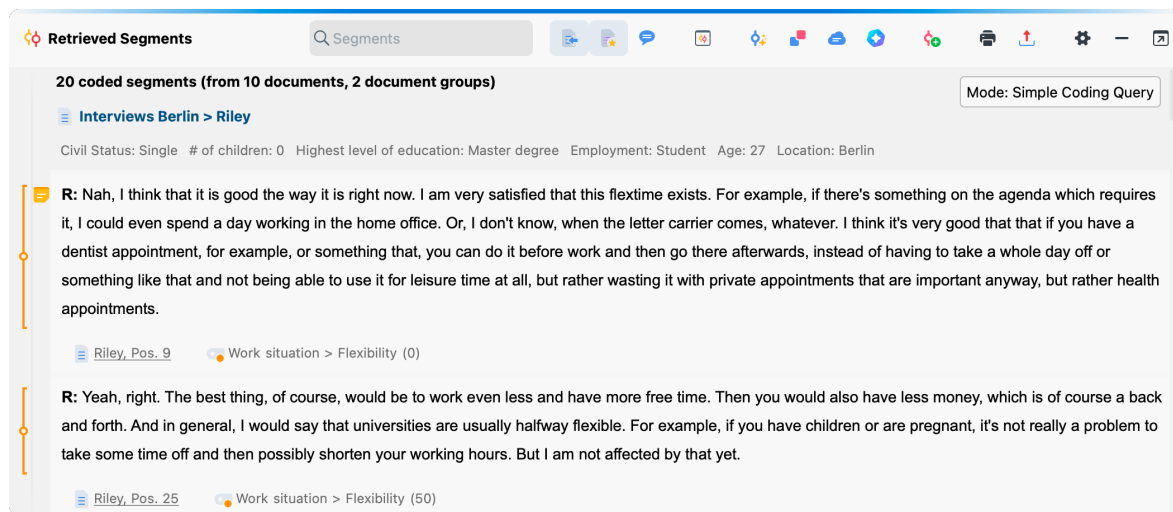 Retrieved Segments
Segments
20 coded segments (from 10 documents, 2 document groups)
Mode: Simple Coding Query
Interviews Berlin > Riley
Civil Status: Single # of children: 0 Highest level of education: Master degree Employment: Student Age: 27 Location: Berlin
R: Nah, I think that it is good the way it is right now. I am very satisfied that this flextime exists. For example, if there's something on the agenda which requires
it, I could even spend a day working in the home office. Or, I don't know, when the letter carrier comes, whatever. I think it's very good that that if you have a
dentist appointment, for example, or something that, you can do it before work and then go there afterwards, instead of having to take a whole day off or
something like that and not being able to use it for leisure time at all, but rather wasting it with private appointments that are important anyway, but rather health
appointments.
Riley, Pos. 9 Work situation > Flexibility (0)
R: Yeah, right. The best thing, of course, would be to work even less and have more free time. Then you would also have less money, which is of course a back
and forth. And in general, I would say that universities are usually halfway flexible. For example, if you have children or are pregnant, it's not really a problem to
take some time off and then possibly shorten your working hours. But I am not affected by that yet.
Riley, Pos. 25 Work situation > Flexibility (50)